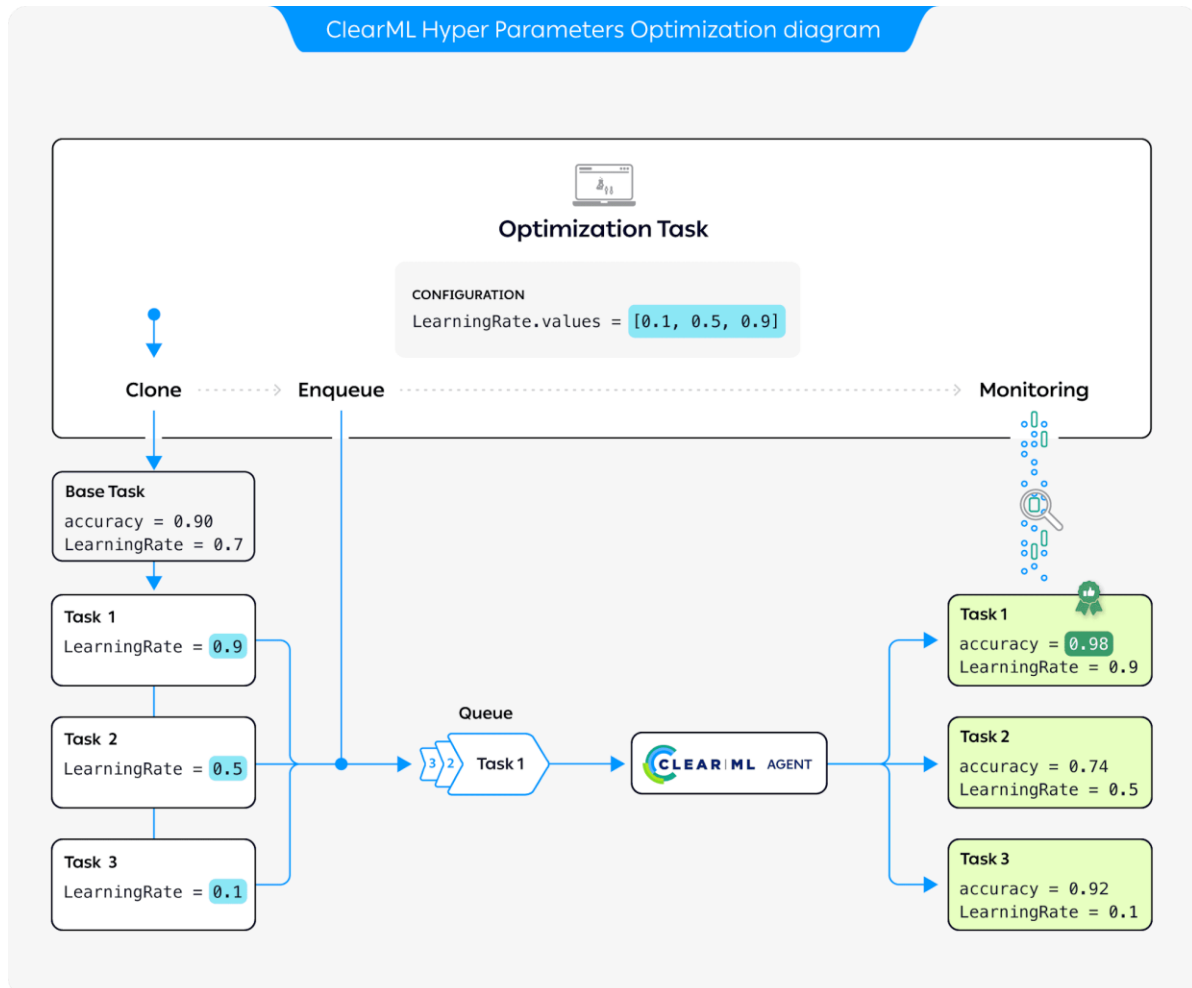 ClearML Hyper Parameters Optimization diagram
Optimization Task
CONFIGURATION
LearningRate.values = [0.1, 0.5, 0.9]
Clone
Enqueue
Monitoring
Base Task
accuracy = 0.90
LearningRate = 0.7
Task 1
LearningRate = 0.9
Task 2
LearningRate = 0.5
Task 3
LearningRate = 0.1
Queue
3 2 Task 1
CLEAR|ML AGENT
Task 1
accuracy = 0.98
LearningRate = 0.9
Task 2
accuracy = 0.74
LearningRate = 0.5
Task 3
accuracy = 0.92
LearningRate = 0.1